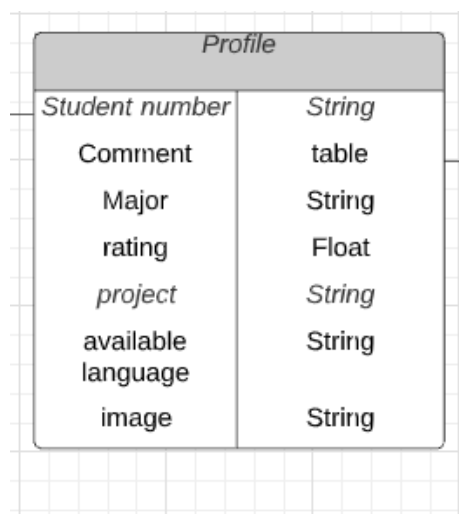 Profile
Student number String
Comment table
Major String
rating Float
project String
available String
language
image String